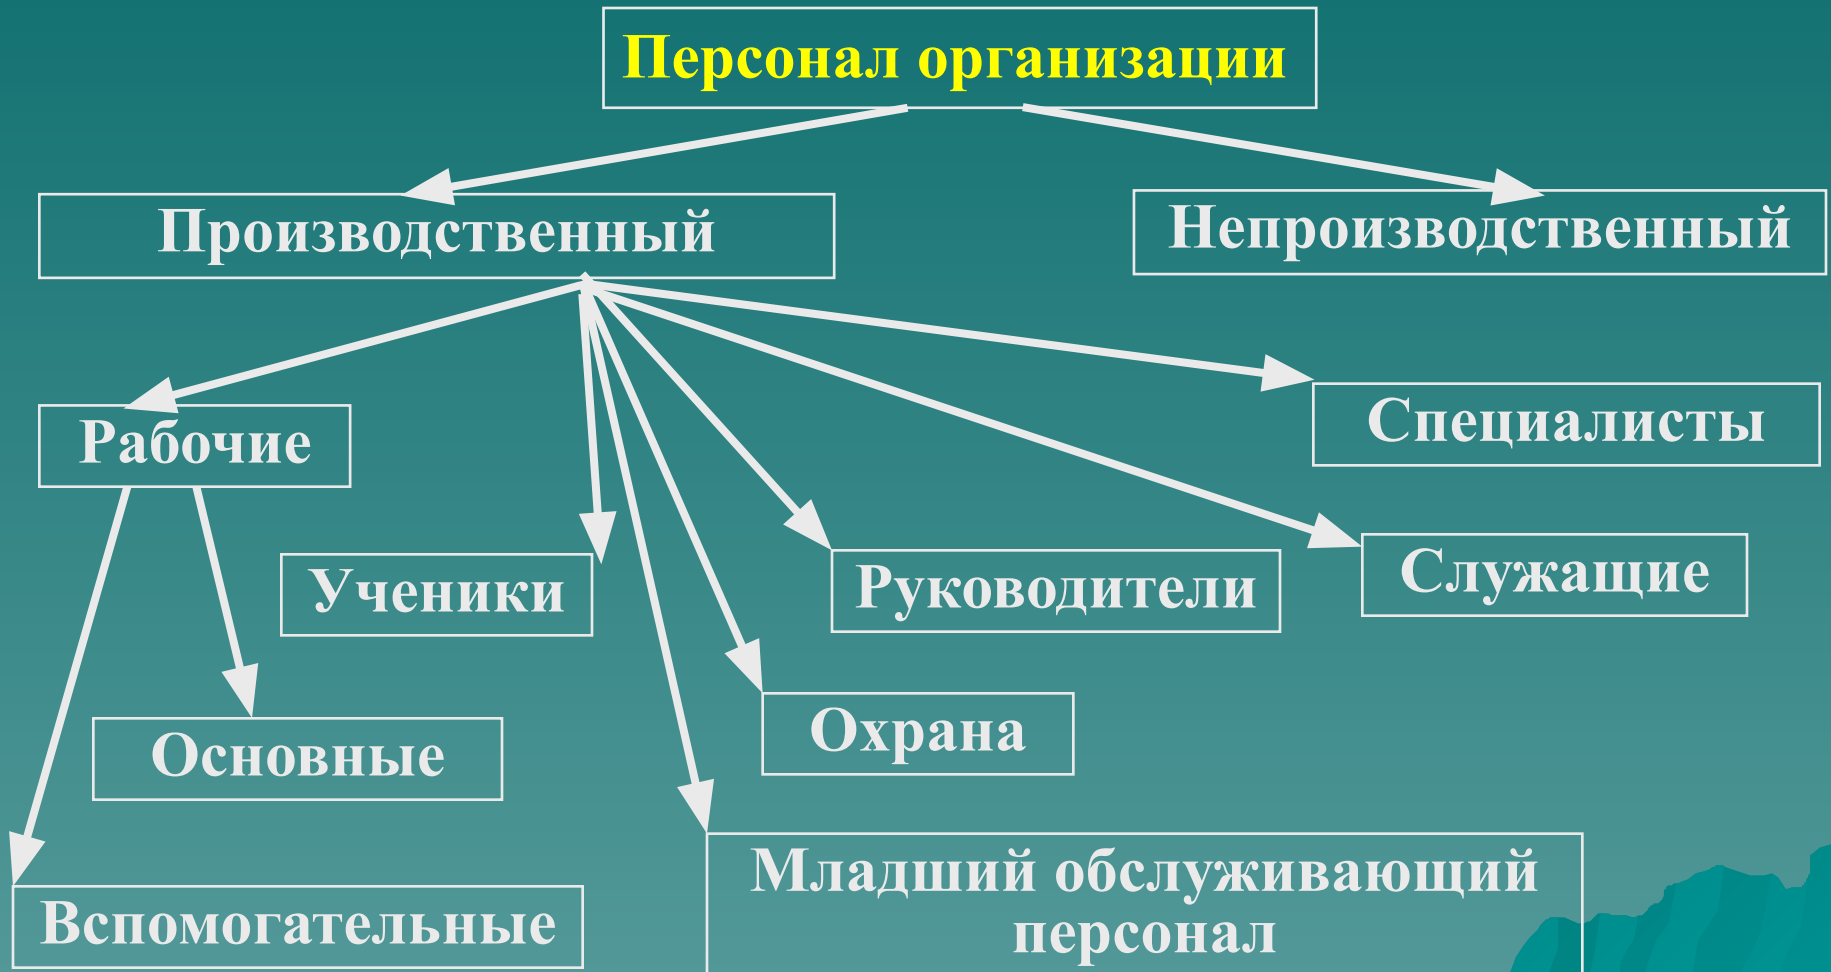 Персонал организации
Производственный
Непроизводственный
Рабочие
Специалисты
Ученики
Руководители
Служащие
Основные
Охрана
Вспомогательные
Младший обслуживающий
персонал